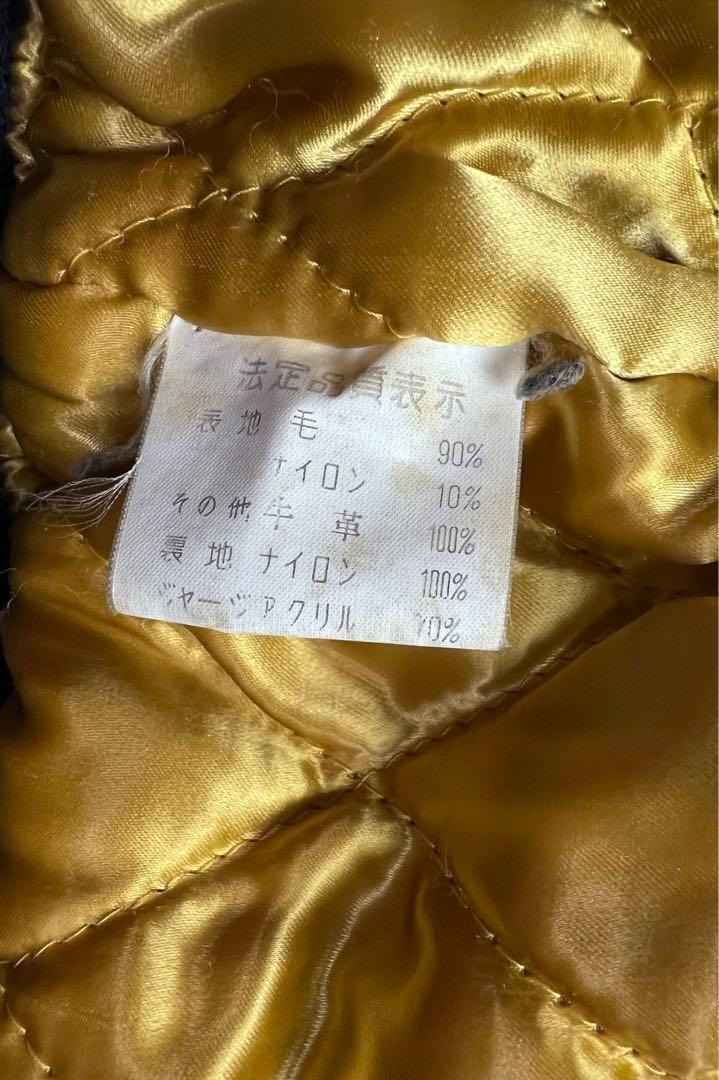 法定品質表示
表地 毛 90%
ナイロン 10%
その他 牛革 100%
裏地 ナイロン 100%
ジャージ アクリル 70%